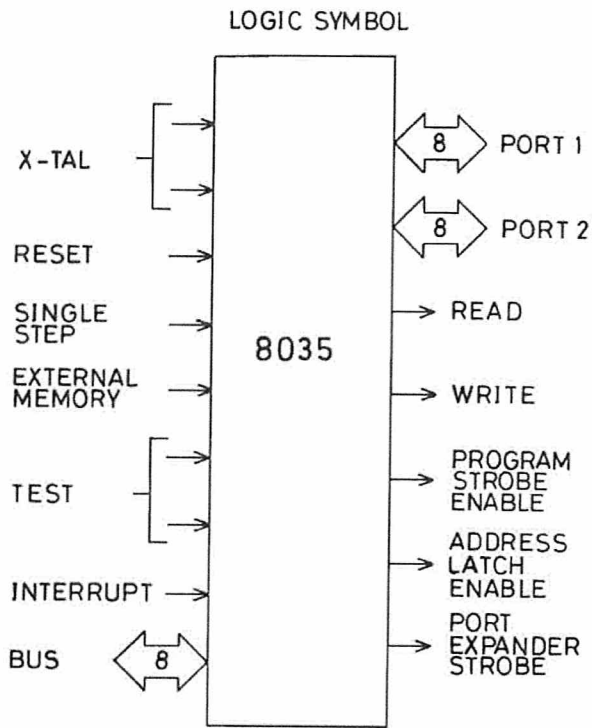 LOGIC SYMBOL
X-TAL
RESET
SINGLE
STEP
EXTERNAL
MEMORY
TEST
INTERRUPT
BUS
8
8035
8
PORT 1
8
PORT 2
READ
WRITE
PROGRAM
STROBE
ENABLE
ADDRESS
LATCH
ENABLE
PORT
EXPANDER
STROBE